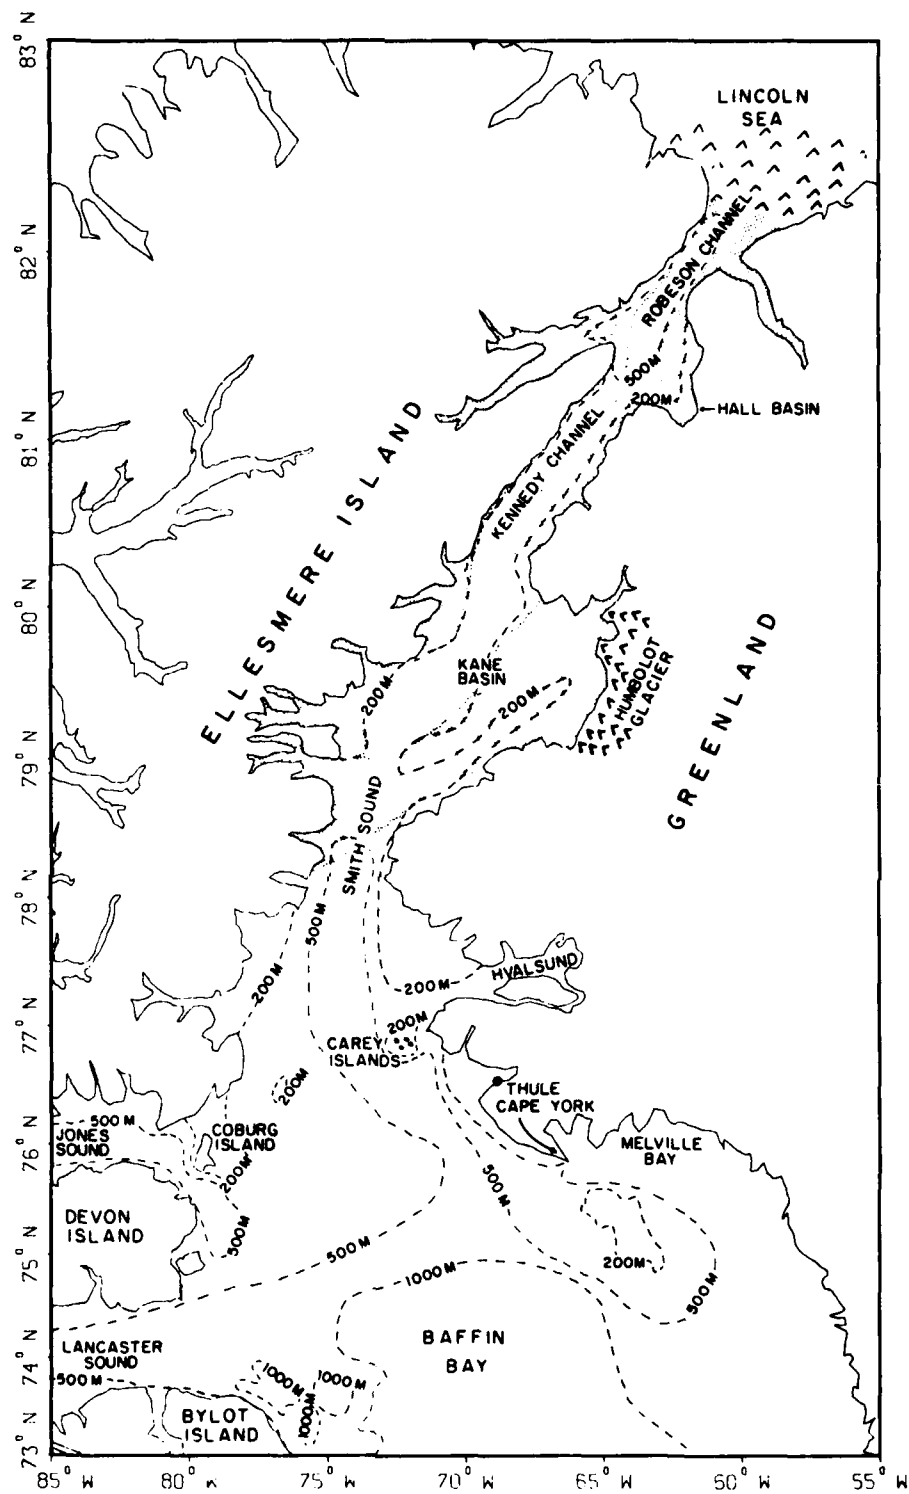 83° N
LINCOLN
SEA
ROBESON CHANNEL
82° N
500M
200M
HALL BASIN
81° N
KENNEDY CHANNEL
ELLESMERE ISLAND
80° N
KANE
BASIN
200M
200M
HUMBOLOT
GLACIER
GREENLAND
79° N
SMITH SOUND
78° N
500M
200M
HVALSUND
200M
77° N
200M
CAREY
ISLANDS
200M
THULE
CAPE YORK
500M
JONES
SOUND
COBURG
ISLAND
MELVILLE
BAY
76° N
200M
500M
DEVON
ISLAND
500M
500M
200M
75° N
1000M
500M
LANCASTER
SOUND
BAFFIN
BAY
74° N
500M
1000M
1000M
1000M
BYLOT
ISLAND
73° N
85° W
80° W
75° W
70° W
65° W
60° W
55° W